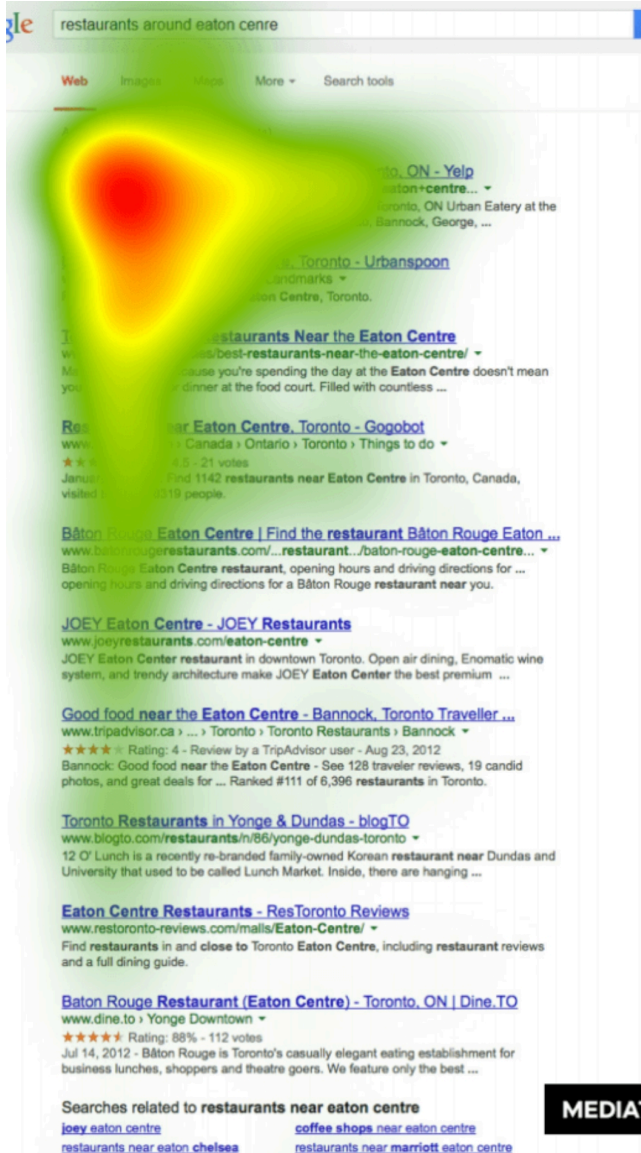 gle restaurants around eaton cenre
Web Images Maps More Search tools
to, ON - Yelp
eaton+centre...
Toronto, ON Urban Eatery at the
Bannock, George, ...
Toronto - Urbanspoon
landmarks
Eaton Centre, Toronto.
Restaurants Near the Eaton Centre
/best-restaurants-near-the-eaton-centre/
cause you're spending the day at the Eaton Centre doesn't mean
you dinner at the food court. Filled with countless ...
Res ar Eaton Centre, Toronto - Gogobot
www. › Canada › Ontario › Toronto › Things to do
4.5 - 21 votes
Find 1142 restaurants near Eaton Centre in Toronto, Canada,
visited 319 people.
Bâton Rouge Eaton Centre | Find the restaurant Bâton Rouge Eaton ...
www.batonrougerestaurants.com/...restaurant.../baton-rouge-eaton-centre...
Bâton Rouge Eaton Centre restaurant, opening hours and driving directions for ...
opening hours and driving directions for a Bâton Rouge restaurant near you.
JOEY Eaton Centre - JOEY Restaurants
www.joeyrestaurants.com/eaton-centre
JOEY Eaton Center restaurant in downtown Toronto. Open air dining, Enomatic wine
system, and trendy architecture make JOEY Eaton Center the best premium ...
Good food near the Eaton Centre - Bannock, Toronto Traveller ...
www.tripadvisor.ca › ... › Toronto › Toronto Restaurants › Bannock
★★★★★ Rating: 4 - Review by a TripAdvisor user - Aug 23, 2012
Bannock: Good food near the Eaton Centre - See 128 traveler reviews, 19 candid
photos, and great deals for ... Ranked #111 of 6,396 restaurants in Toronto.
Toronto Restaurants in Yonge & Dundas - blogTO
www.blogto.com/restaurants/n/86/yonge-dundas-toronto
12 O' Lunch is a recently re-branded family-owned Korean restaurant near Dundas and
University that used to be called Lunch Market. Inside, there are hanging ...
Eaton Centre Restaurants - ResToronto Reviews
www.restoronto-reviews.com/malls/Eaton-Centre/
Find restaurants in and close to Toronto Eaton Centre, including restaurant reviews
and a full dining guide.
Baton Rouge Restaurant (Eaton Centre) - Toronto, ON | Dine.TO
www.dine.to › Yonge Downtown
★★★★★ Rating: 88% - 112 votes
Jul 14, 2012 - Bâton Rouge is Toronto's casually elegant eating establishment for
business lunches, shoppers and theatre goers. We feature only the best ...
Searches related to restaurants near eaton centre
joey eaton centre coffee shops near eaton centre
restaurants near eaton chelsea restaurants near marriott eaton centre
MEDIAT